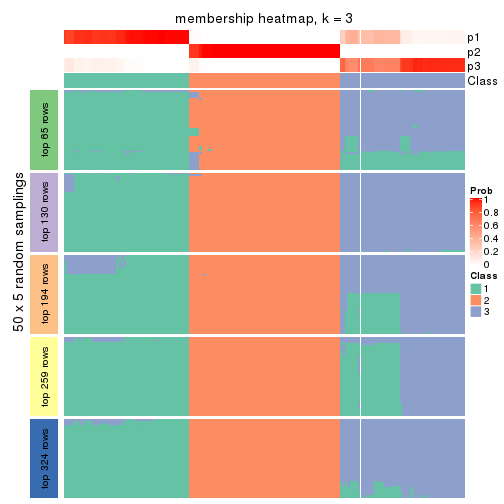 membership heatmap, k = 3
p1
p2
p3
Class
50 x 5 random samplings
top 65 rows
top 130 rows
top 194 rows
top 259 rows
top 324 rows
Prob
1
0.8
0.6
0.4
0.2
0
Class
1
2
3